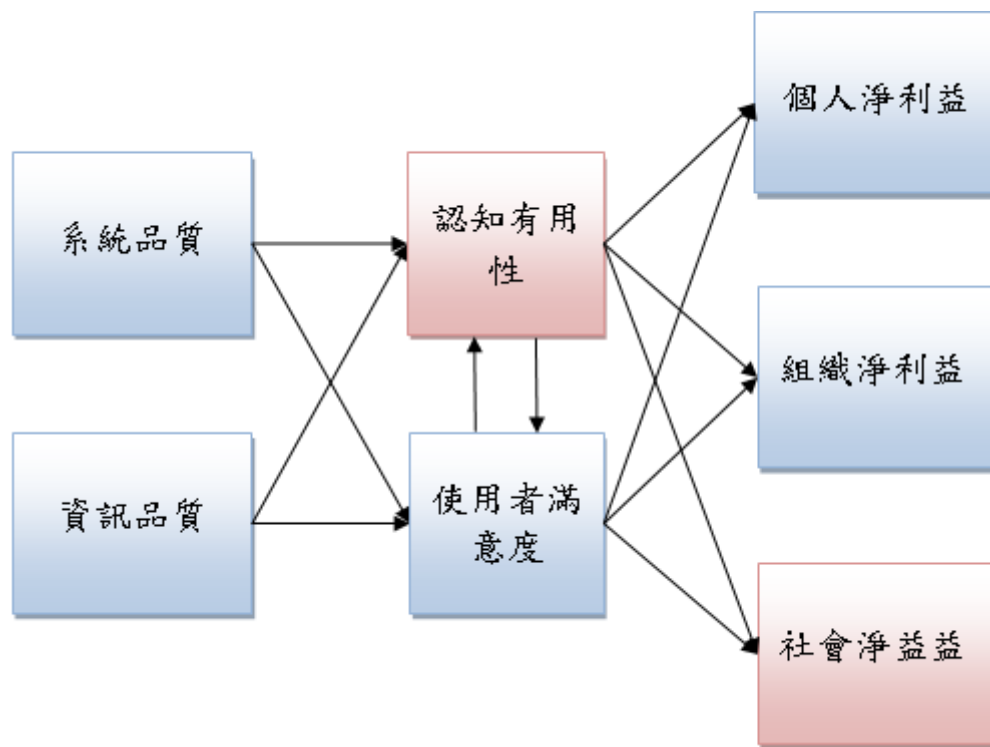 系統品質
資訊品質
認知有用
性
使用者滿
意度
個人淨利益
組織淨利益
社會淨益益